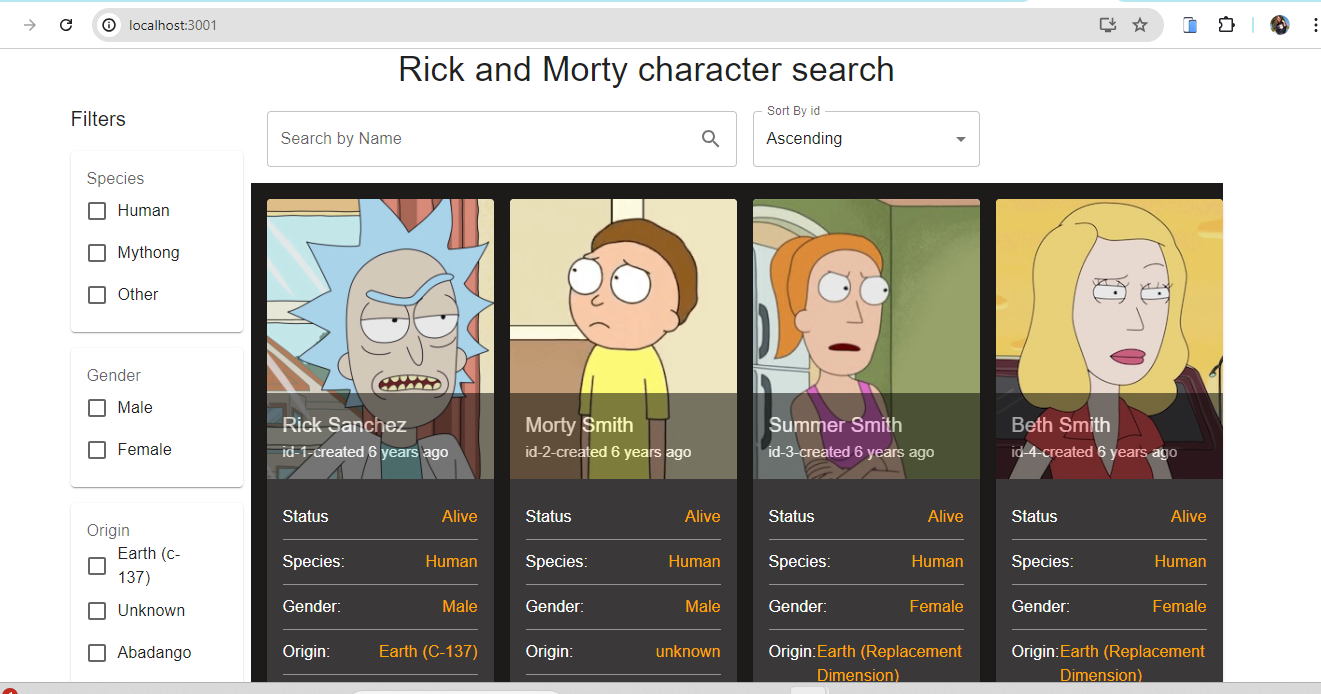 localhost:3001
Rick and Morty character search
Filters
Search by Name
Sort By id
Ascending
Species
Human
Mythong
Other
Gender
Male
Female
Origin
Earth (c-
137)
Unknown
Abadango
Rick Sanchez
id-1-created 6 years ago
Status Alive
Species: Human
Gender: Male
Origin: Earth (C-137)
Morty Smith
id-2-created 6 years ago
Status Alive
Species: Human
Gender: Male
Origin: unknown
Summer Smith
id-3-created 6 years ago
Status Alive
Species: Human
Gender: Female
Origin: Earth (Replacement
Dimension)
Beth Smith
id-4-created 6 years ago
Status Alive
Species: Human
Gender: Female
Origin: Earth (Replacement
Dimension)